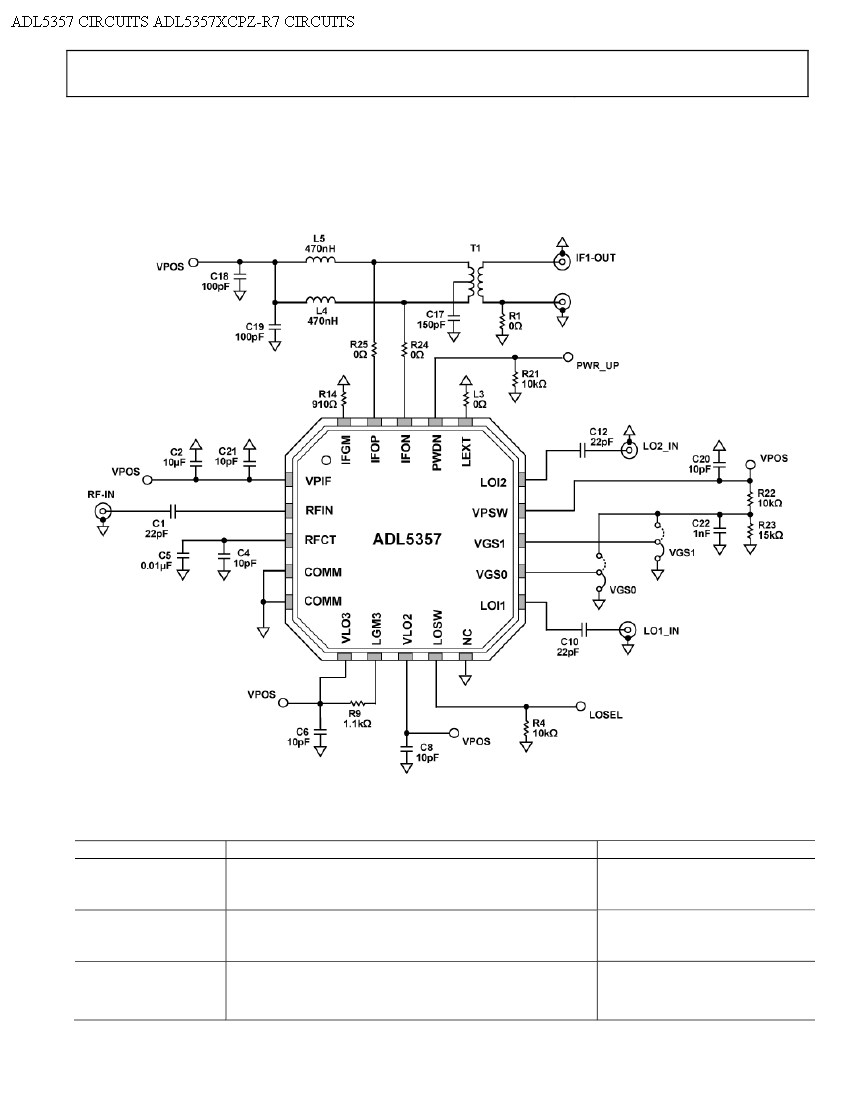 ADL5357 CIRCUITS ADL5357XCPZ-R7 CIRCUITS
L5
470nH
T1
VPOS
IF1-OUT
C18
100pF
L4
470nH
C17
150pF
R1
0Ω
C19
100pF
R25
0Ω
R24
0Ω
PWR_UP
R21
10kΩ
R14
910Ω
L3
0Ω
C2
10µF
C21
10pF
C12
22pF
LO2_IN
C20
10pF
VPOS
VPOS
IFGM
IFOP
IFON
PWDN
LEXT
VPIF
LOI2
RF-IN
R22
10kΩ
C1
22pF
RFIN
VPSW
C22
1nF
R23
15kΩ
RFCT
ADL5357
VGS1
VGS1
C5
0.01µF
C4
10pF
COMM
VGS0
VGS0
COMM
LOI1
VLO3
LGM3
VLO2
LOSW
NC
C10
22pF
LO1_IN
VPOS
R9
1.1kΩ
LOSEL
C6
10pF
R4
10kΩ
C8
10pF
VPOS